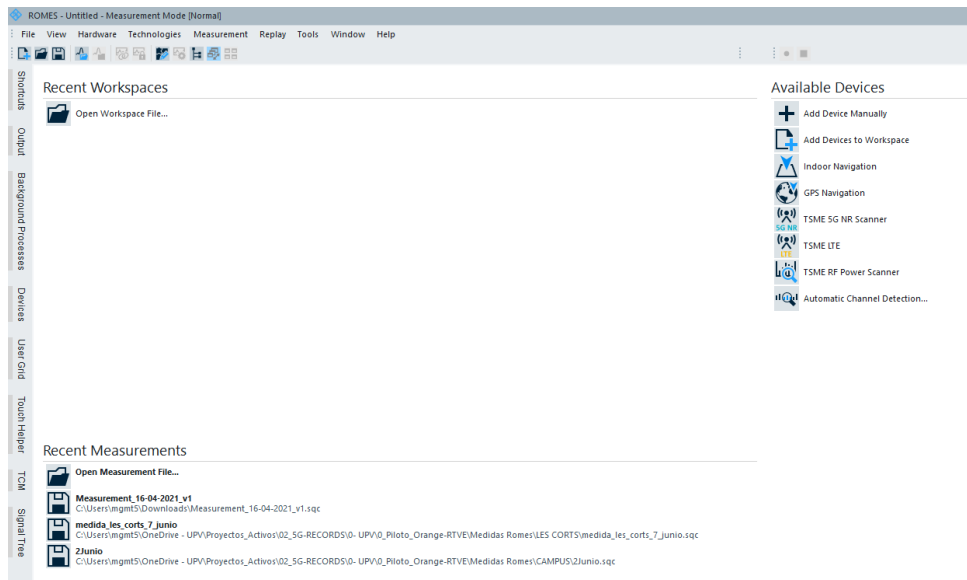 ROMES - Untitled - Measurement Mode [Normal]
File View Hardware Technologies Measurement Replay Tools Window Help
Shortcuts
Output
Background Processes
Devices
User Grid
Touch Helper
TCM
Signal Tree
Recent Workspaces
Open Workspace File...
Recent Measurements
Open Measurement File...
Measurement_16-04-2021_v1
C:\Users\mgmt5\Downloads\Measurement_16-04-2021_v1.sqc
medida_les_corts_7_junio
C:\Users\mgmt5\OneDrive - UPV\Proyectos_Activos\02_5G-RECORDS\0- UPV\0_Piloto_Orange-RTVE\Medidas Romes\LES CORTS\medida_les_corts_7_junio.sqc
2Junio
C:\Users\mgmt5\OneDrive - UPV\Proyectos_Activos\02_5G-RECORDS\0- UPV\0_Piloto_Orange-RTVE\Medidas Romes\CAMPUS\2Junio.sqc
Available Devices
Add Device Manually
Add Devices to Workspace
Indoor Navigation
GPS Navigation
5G NR
TSME 5G NR Scanner
LTE
TSME LTE
TSME RF Power Scanner
Automatic Channel Detection...